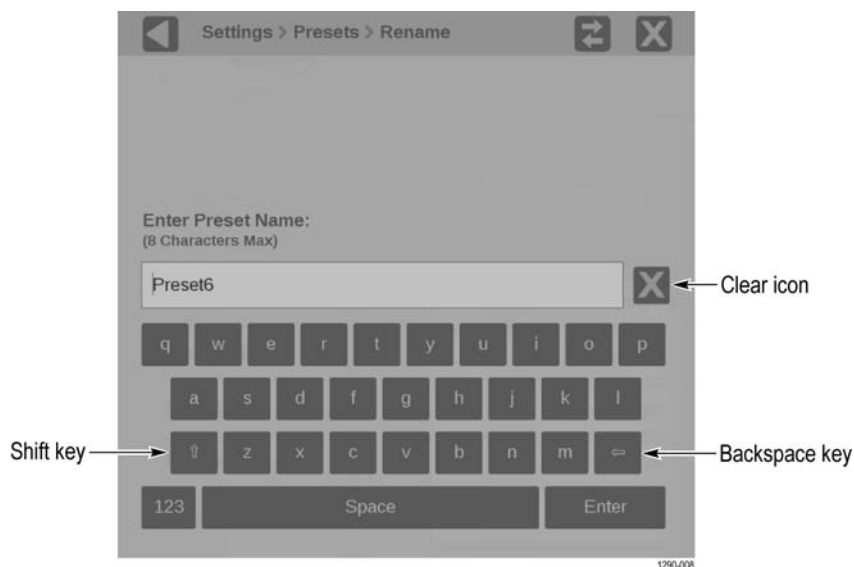 Settings > Presets > Rename
Enter Preset Name:
(8 Characters Max)
Preset6
Clear icon
q w e r t y u i o p
a s d f g h j k l
Shift key ⇧ z x c v b n m ⇦ Backspace key
123 Space Enter
1290-008